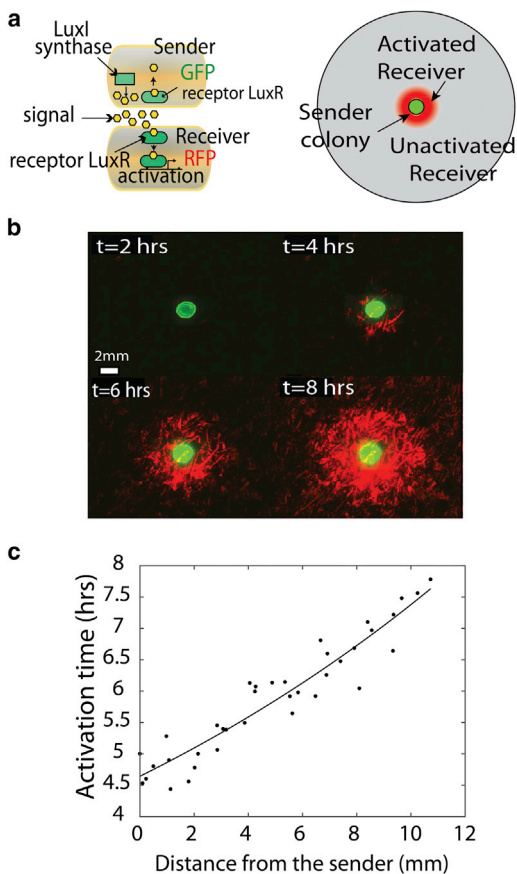 a
LuxI
synthase
Sender
GFP
receptor LuxR
signal
Receiver
receptor LuxR
RFP
activation
Activated
Receiver
Sender
colony
Unactivated
Receiver
b
t=2 hrs
t=4 hrs
2mm
t=6 hrs
t=8 hrs
c
8
7.5
7
6.5
6
5.5
5
4.5
4
Activation time (hrs)
0 2 4 6 8 10 12
Distance from the sender (mm)